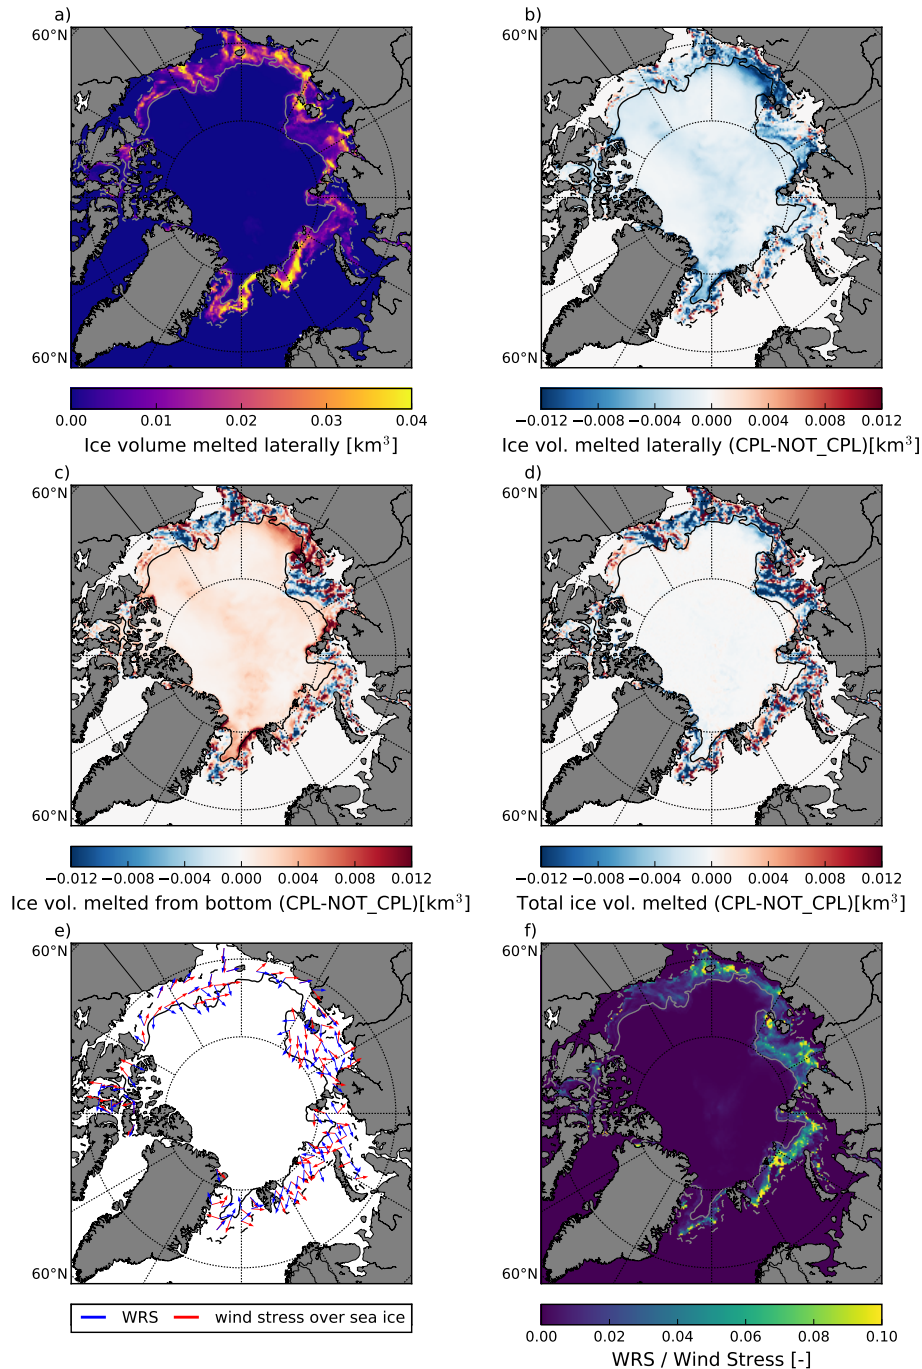 a)
b)
60°N
60°N
60°N
60°N
0.00 0.01 0.02 0.03 0.04
Ice volume melted laterally [km³]
−0.012 −0.008 −0.004 0.000 0.004 0.008 0.012
Ice vol. melted laterally (CPL-NOT_CPL)[km³]
c)
d)
60°N
60°N
60°N
60°N
−0.012 −0.008 −0.004 0.000 0.004 0.008 0.012
Ice vol. melted from bottom (CPL-NOT_CPL)[km³]
−0.012 −0.008 −0.004 0.000 0.004 0.008 0.012
Total ice vol. melted (CPL-NOT_CPL)[km³]
e)
f)
60°N
60°N
60°N
60°N
WRS wind stress over sea ice
0.00 0.02 0.04 0.06 0.08 0.10
WRS / Wind Stress [-]